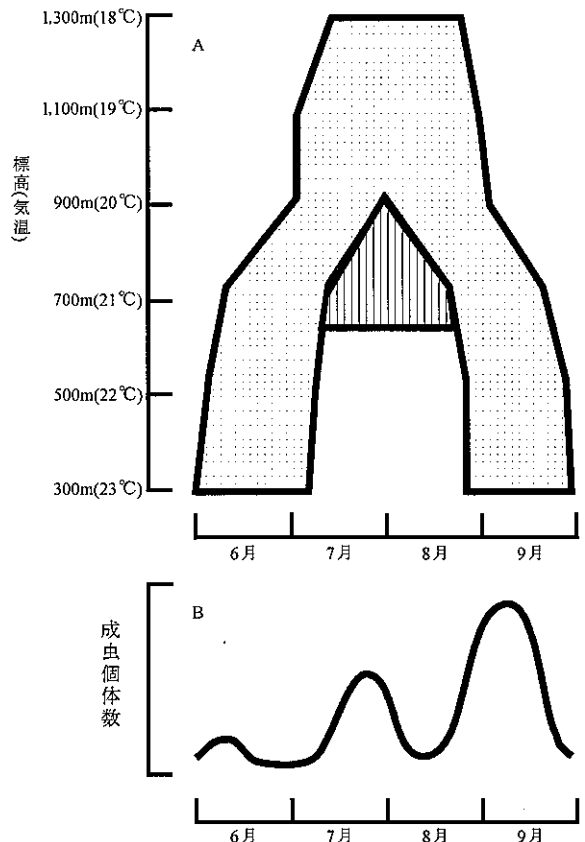 A
1,300m(18℃)
1,100m(19℃)
900m(20℃)
700m(21℃)
500m(22℃)
300m(23℃)
標高(気温)
6月 7月 8月 9月
B
成虫個体数
6月 7月 8月 9月